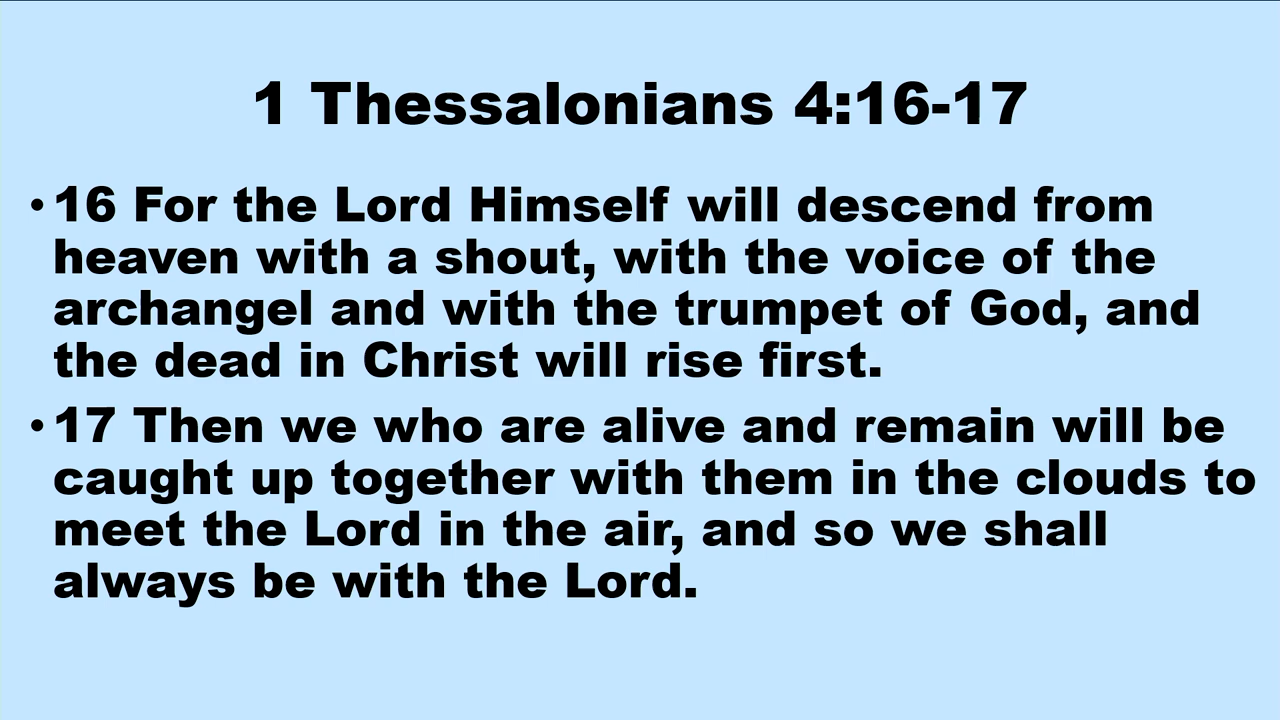 1 Thessalonians 4:16-17
• 16 For the Lord Himself will descend from
heaven with a shout, with the voice of the
archangel and with the trumpet of God, and
the dead in Christ will rise first.
• 17 Then we who are alive and remain will be
caught up together with them in the clouds to
meet the Lord in the air, and so we shall
always be with the Lord.